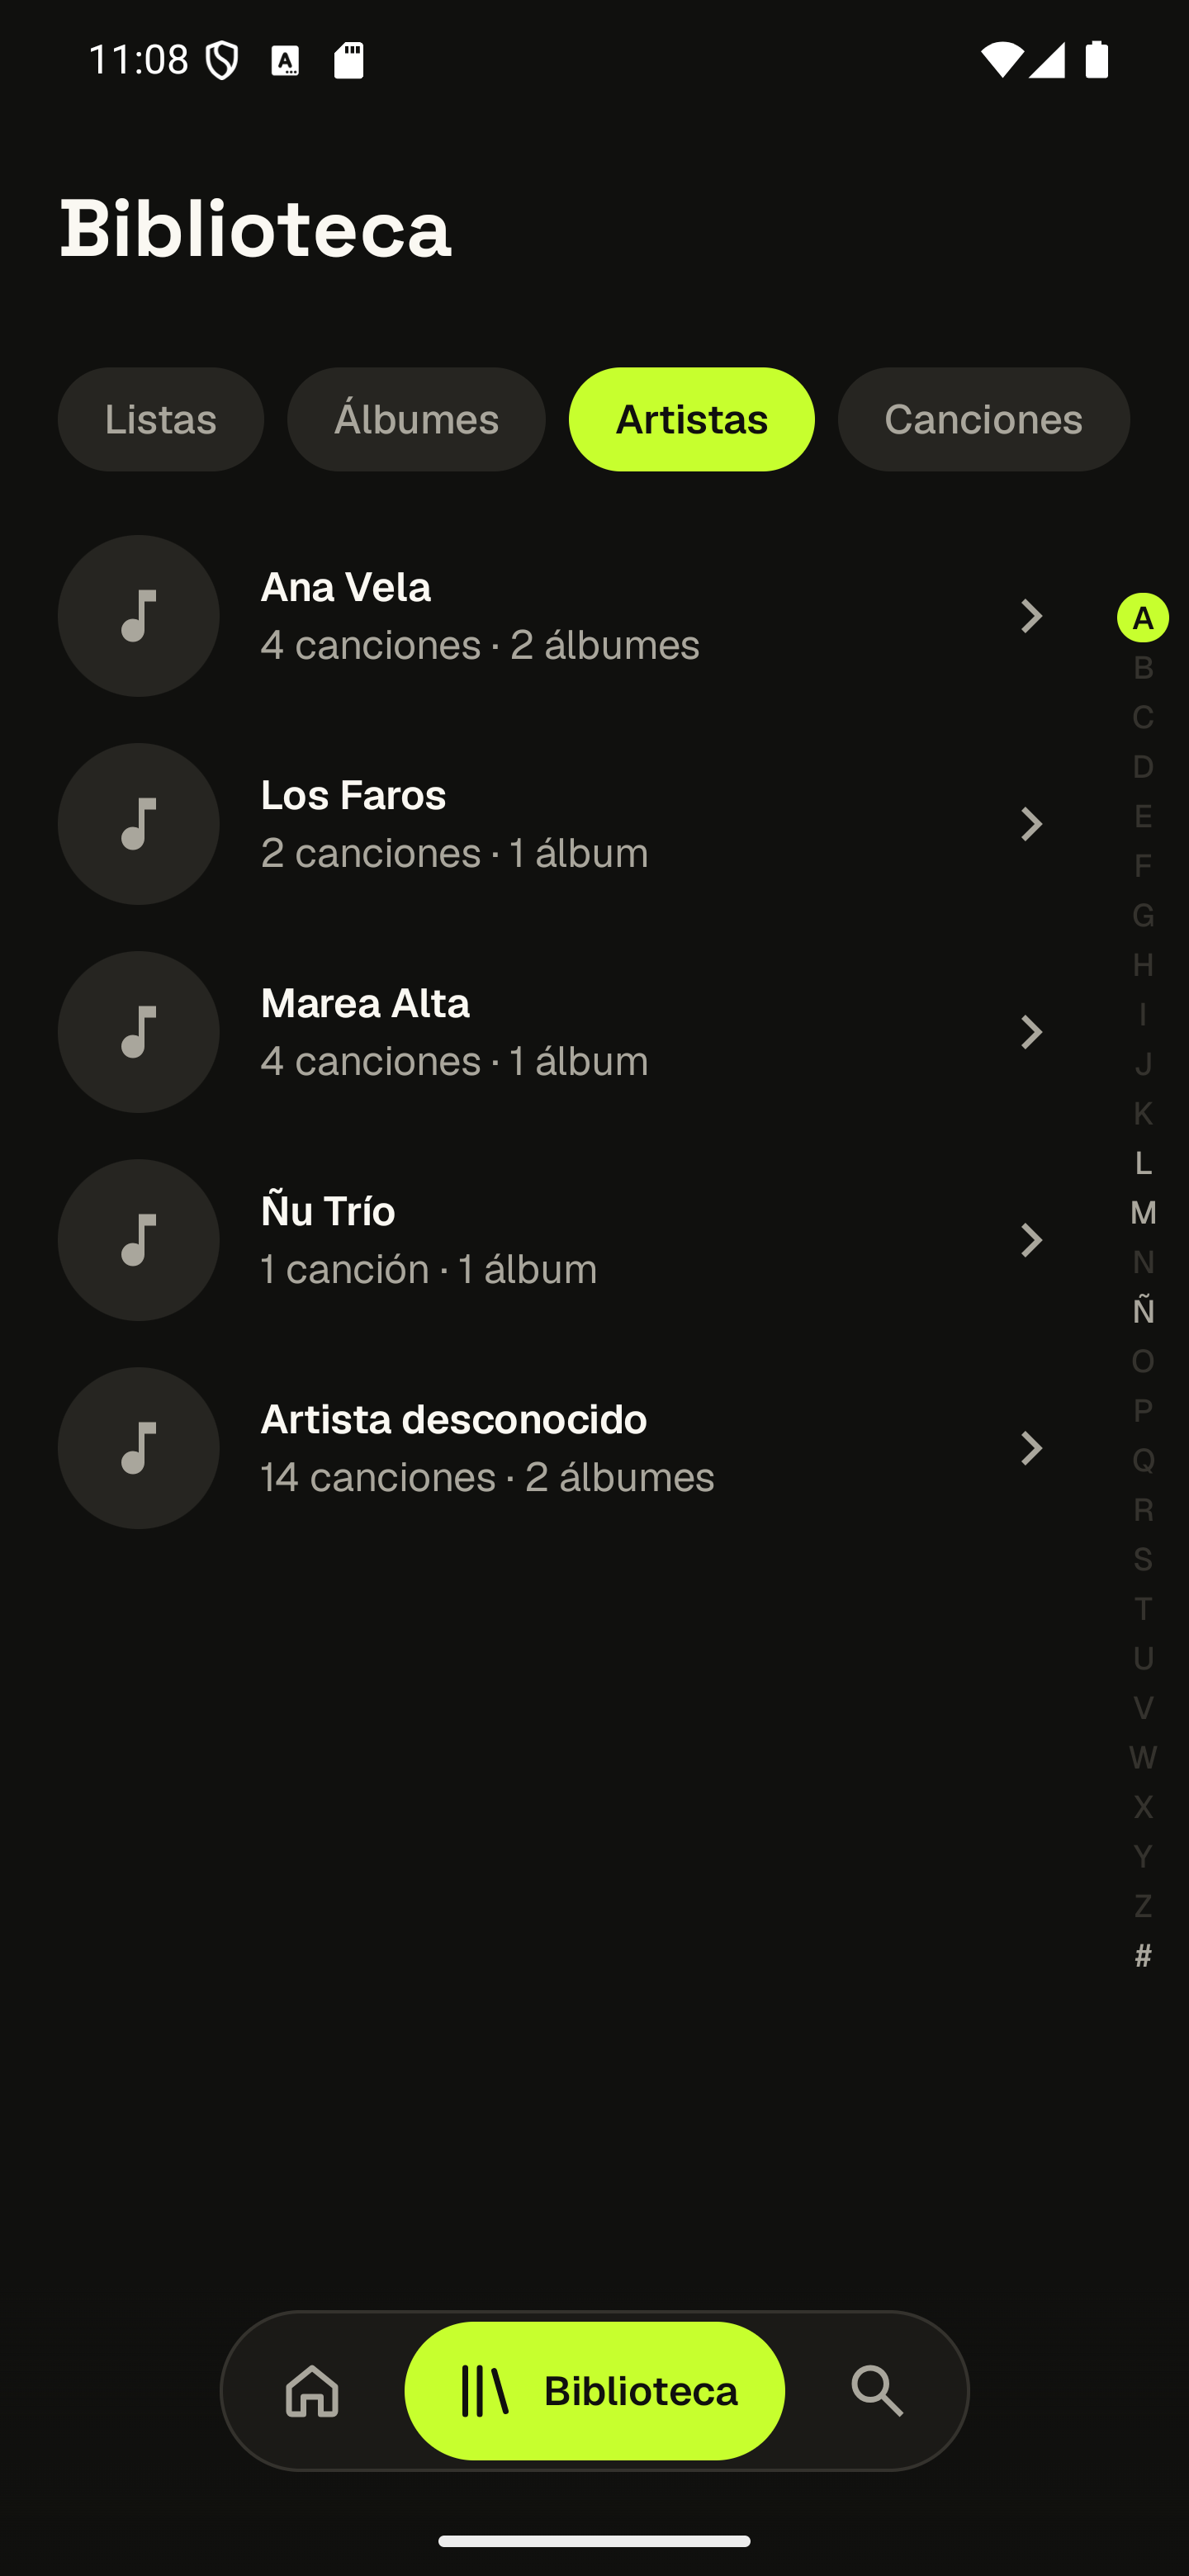 11:08
Biblioteca
Listas
Álbumes
Artistas
Canciones
Ana Vela
4 canciones · 2 álbumes
Los Faros
2 canciones · 1 álbum
Marea Alta
4 canciones · 1 álbum
Ñu Trío
1 canción · 1 álbum
Artista desconocido
14 canciones · 2 álbumes
A
B
C
D
E
F
G
H
I
J
K
L
M
N
Ñ
O
P
Q
R
S
T
U
V
W
X
Y
Z
#
Biblioteca